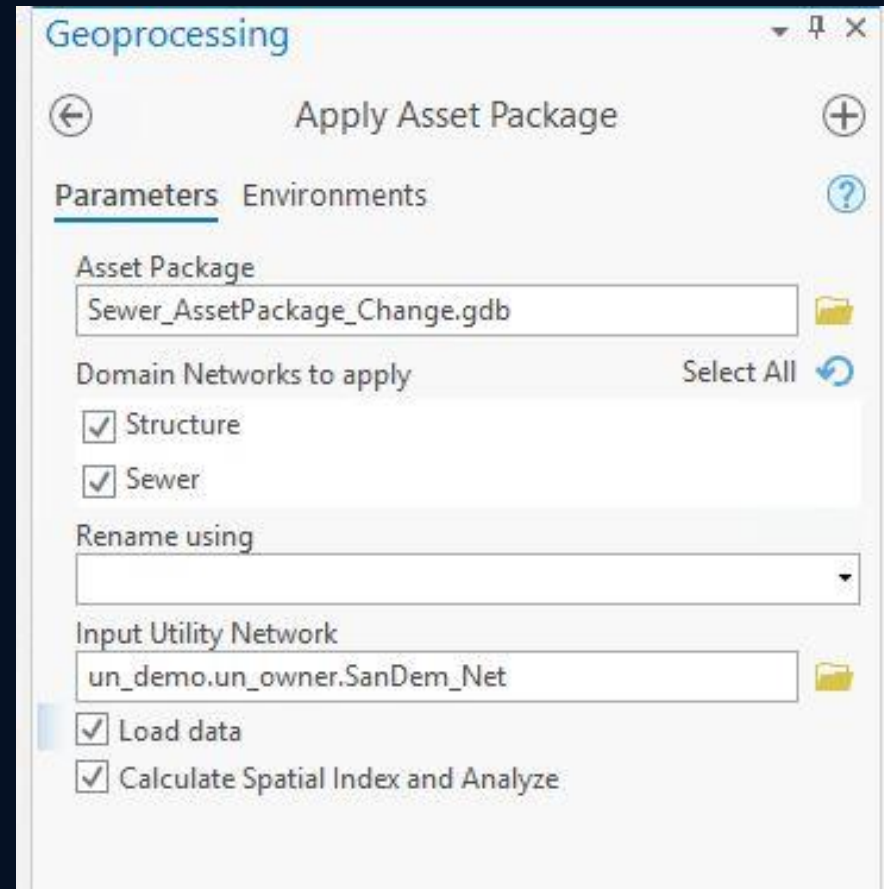 Geoprocessing
Apply Asset Package
Parameters Environments
Asset Package
Sewer_AssetPackage_Change.gdb
Domain Networks to apply Select All
Structure
Sewer
Rename using
Input Utility Network
un_demo.un_owner.SanDem_Net
Load data
Calculate Spatial Index and Analyze